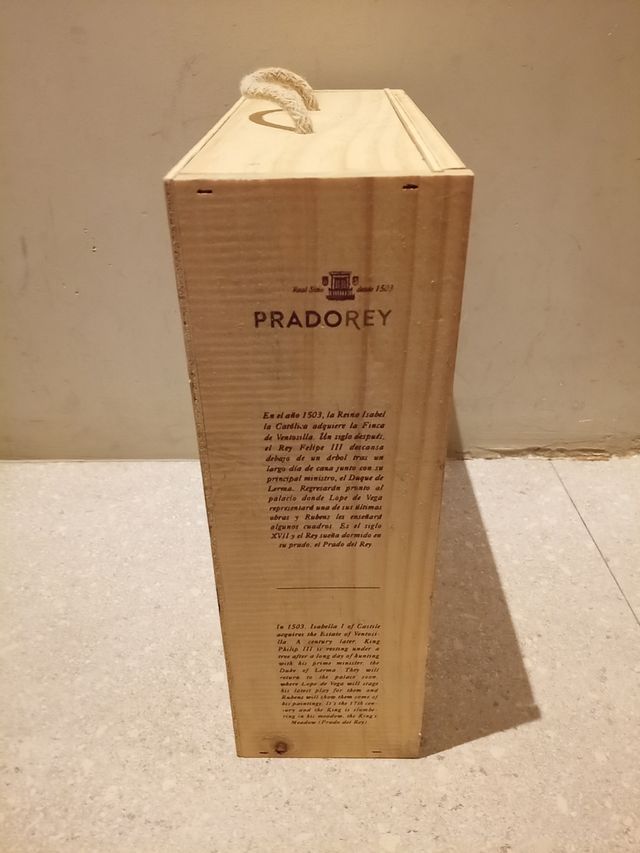 Real Sitio desde 1503
PRADOREY
En el año 1503, la Reina Isabel
la Católica adquiere la Finca
de Ventosilla. Un siglo después,
el Rey Felipe III descansa
debajo de un árbol tras un
largo día de caza junto con su
principal ministro, el Duque de
Lerma. Regresarán pronto al
palacio donde Lope de Vega
representará una de sus últimas
obras y Rubens les enseñará
algunos cuadros. Es el siglo
XVII y el Rey sueña dormido en
su prado, el Prado del Rey
In 1503, Isabella I of Castile
acquires the Estate of Ventosi-
lla. A century later, King
Philip III is resting under a
tree after a long day of hunting
with his prime minister, the
Duke of Lerma. They will
return to the palace soon,
where Lope de Vega will stage
his latest play for them and
Rubens will show them some of
his paintings. It's the 17th cen-
tury and the King is slumbe-
ring in his meadow, the King's
Meadow (Prado del Rey)